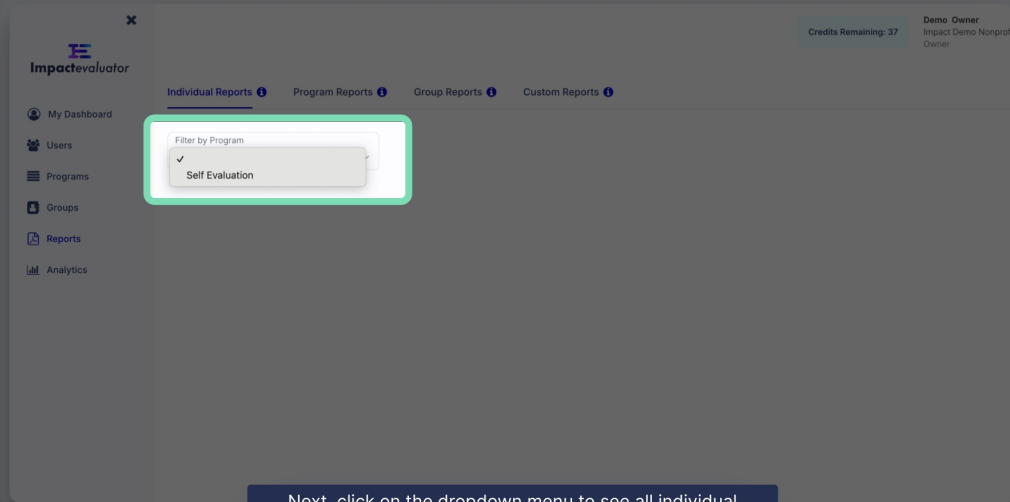 Credits Remaining: 37
Demo Owner
Impact Demo Nonprof
Owner
Impactevaluator
Individual Reports
Program Reports
Group Reports
Custom Reports
My Dashboard
Users
Programs
Groups
Reports
Analytics
Filter by Program
Self Evaluation
Next, click on the dropdown menu to see all individual